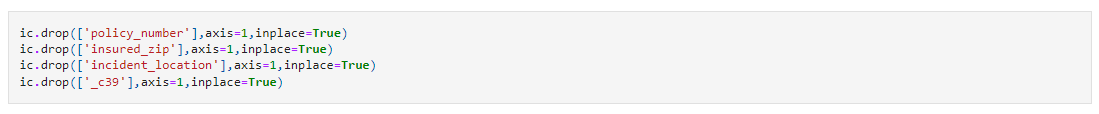 ic.drop(['policy_number'],axis=1,inplace=True)
ic.drop(['insured_zip'],axis=1,inplace=True)
ic.drop(['incident_location'],axis=1,inplace=True)
ic.drop(['_c39'],axis=1,inplace=True)